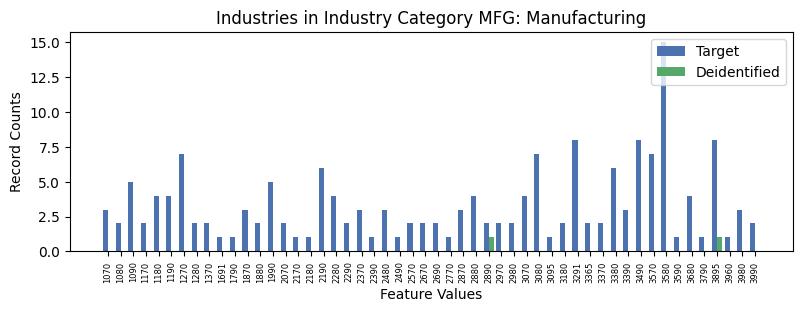 Industries in Industry Category MFG: Manufacturing
Record Counts
15.0
12.5
10.0
7.5
5.0
2.5
0.0
Target
Deidentified
1070 1080 1090 1170 1180 1190 1270 1280 1370 1691 1790 1870 1880 1990 2070 2170 2180 2190 2280 2290 2370 2390 2480 2490 2570 2670 2690 2770 2870 2880 2890 2970 2980 3070 3080 3095 3180 3291 3365 3370 3380 3390 3490 3570 3580 3590 3680 3790 3895 3960 3980 3990
Feature Values